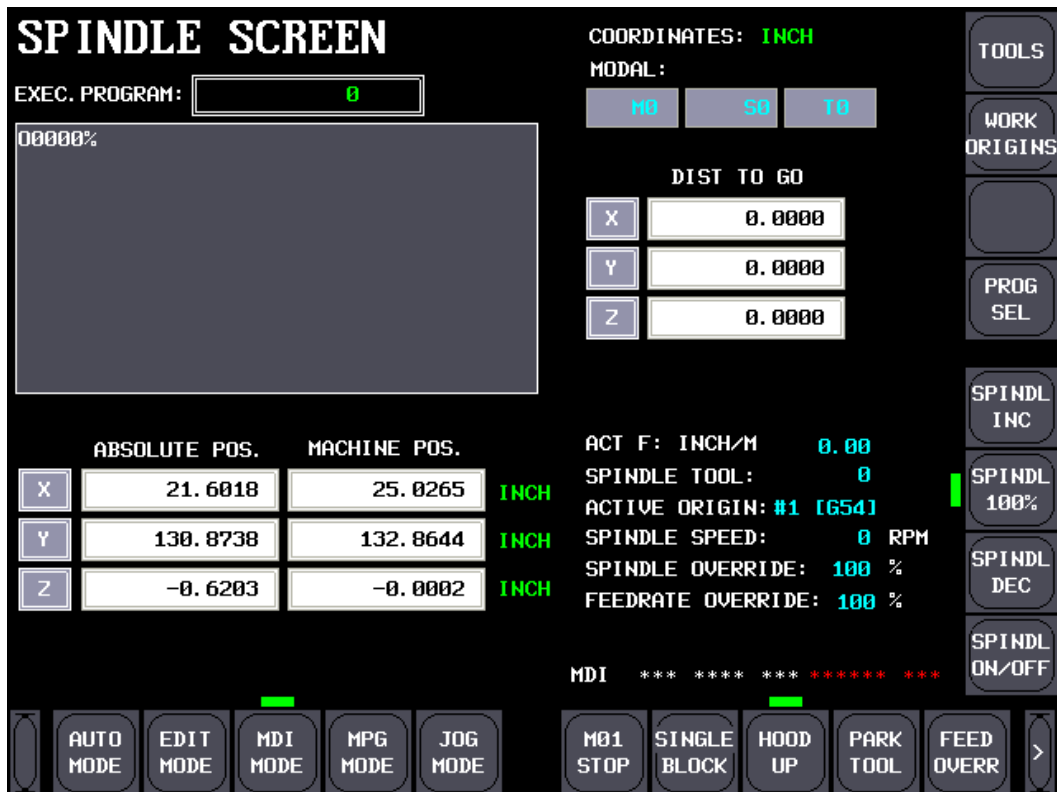 SPINDLE SCREEN
EXEC. PROGRAM: 0
O0000%
COORDINATES: INCH
MODAL:
M0 S0 T0
DIST TO GO
X 0.0000
Y 0.0000
Z 0.0000
ABSOLUTE POS. MACHINE POS.
X 21.6018 25.0265 INCH
Y 130.8738 132.8644 INCH
Z -0.6203 -0.0002 INCH
ACT F: INCH/M 0.00
SPINDLE TOOL: 0
ACTIVE ORIGIN: #1 [G54]
SPINDLE SPEED: 0 RPM
SPINDLE OVERRIDE: 100 %
FEEDRATE OVERRIDE: 100 %
MDI *** **** *** ****** ***
TOOLS
WORK
ORIGINS
PROG
SEL
SPINDL
INC
SPINDL
100%
SPINDL
DEC
SPINDL
ON/OFF
AUTO
MODE
EDIT
MODE
MDI
MODE
MPG
MODE
JOG
MODE
M01
STOP
SINGLE
BLOCK
HOOD
UP
PARK
TOOL
FEED
OVERR
>